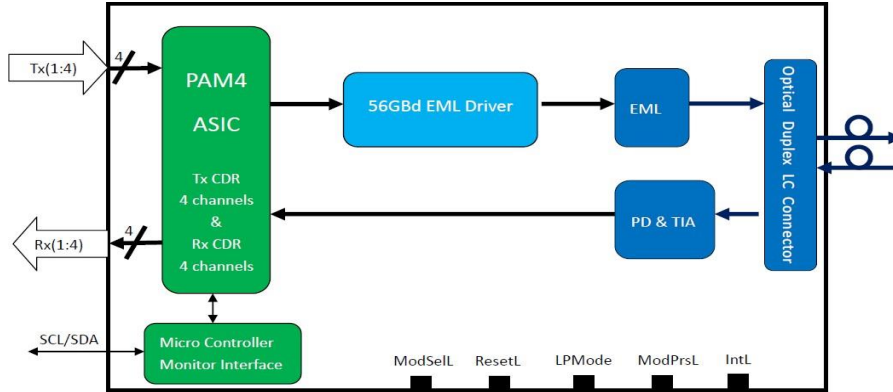 Tx(1:4)
4
PAM4
ASIC
Tx CDR
4 channels
&
Rx CDR
4 channels
56GBd EML Driver
EML
Optical Duplex LC Connector
PD & TIA
Rx(1:4)
4
SCL/SDA
Micro Controller
Monitor Interface
ModSelL
ResetL
LPMode
ModPrsL
IntL